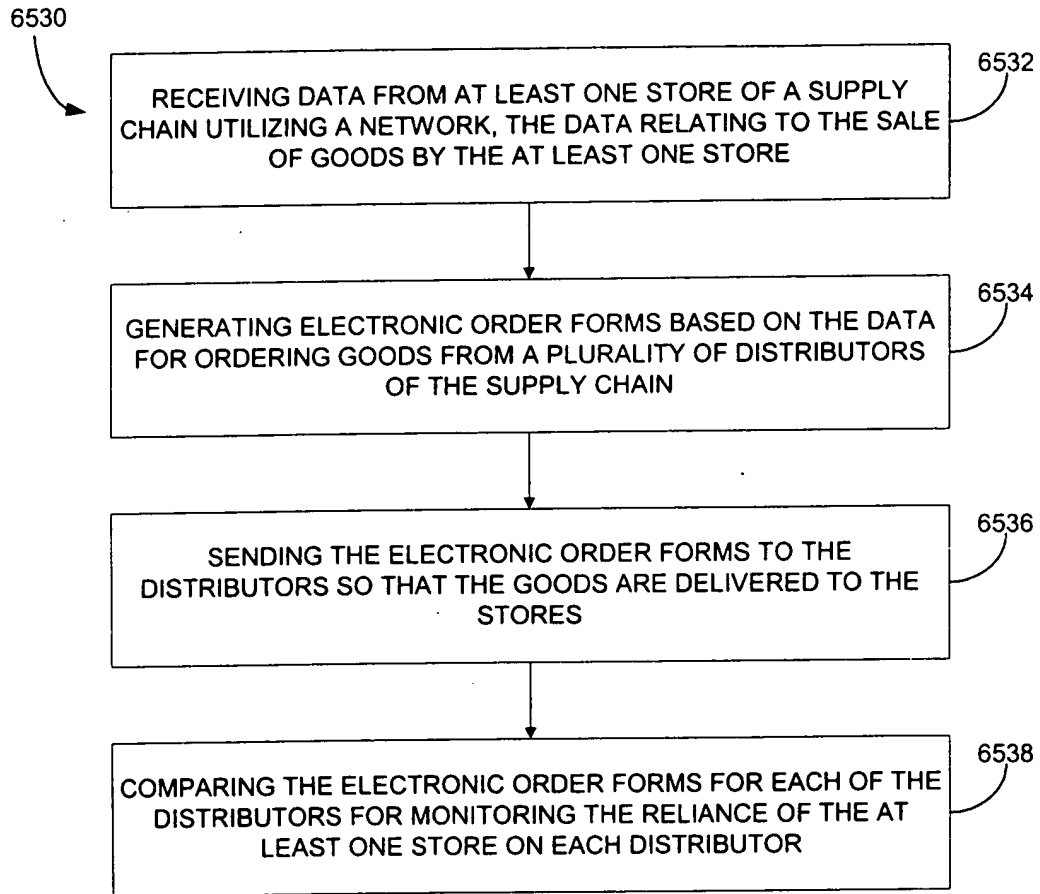 6530
6532
RECEIVING DATA FROM AT LEAST ONE STORE OF A SUPPLY
CHAIN UTILIZING A NETWORK, THE DATA RELATING TO THE SALE
OF GOODS BY THE AT LEAST ONE STORE
6534
GENERATING ELECTRONIC ORDER FORMS BASED ON THE DATA
FOR ORDERING GOODS FROM A PLURALITY OF DISTRIBUTORS
OF THE SUPPLY CHAIN
6536
SENDING THE ELECTRONIC ORDER FORMS TO THE
DISTRIBUTORS SO THAT THE GOODS ARE DELIVERED TO THE
STORES
6538
COMPARING THE ELECTRONIC ORDER FORMS FOR EACH OF THE
DISTRIBUTORS FOR MONITORING THE RELIANCE OF THE AT
LEAST ONE STORE ON EACH DISTRIBUTOR